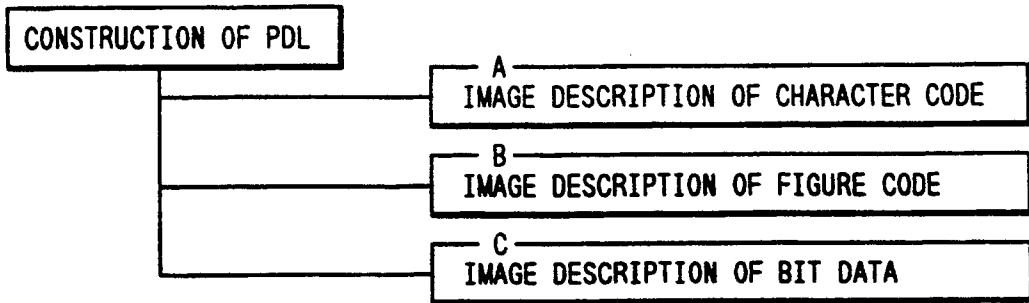 CONSTRUCTION OF PDL
A
IMAGE DESCRIPTION OF CHARACTER CODE
B
IMAGE DESCRIPTION OF FIGURE CODE
C
IMAGE DESCRIPTION OF BIT DATA